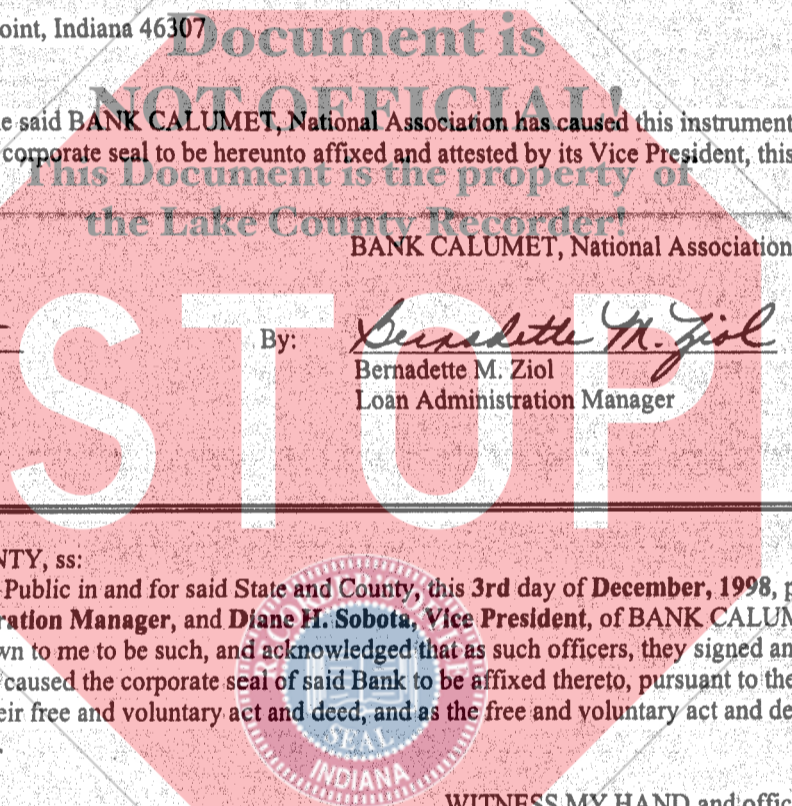 oint, Indiana 46307
Document is
NOT OFFICIAL!
e said BANK CALUMET, National Association has caused this instrument
corporate seal to be hereunto affixed and attested by its Vice President, this
This Document is the property of
the Lake County Recorder!
BANK CALUMET, National Association
STOP
By: Bernadette M. Ziol
Bernadette M. Ziol
Loan Administration Manager
NTY, ss:
Public in and for said State and County, this 3rd day of December, 1998, p
ration Manager, and Diane H. Sobota, Vice President, of BANK CALUM
wn to me to be such, and acknowledged that as such officers, they signed an
caused the corporate seal of said Bank to be affixed thereto, pursuant to the
eir free and voluntary act and deed, and as the free and voluntary act and de
SEAL
INDIANA
WITNESS MY HAND and offic